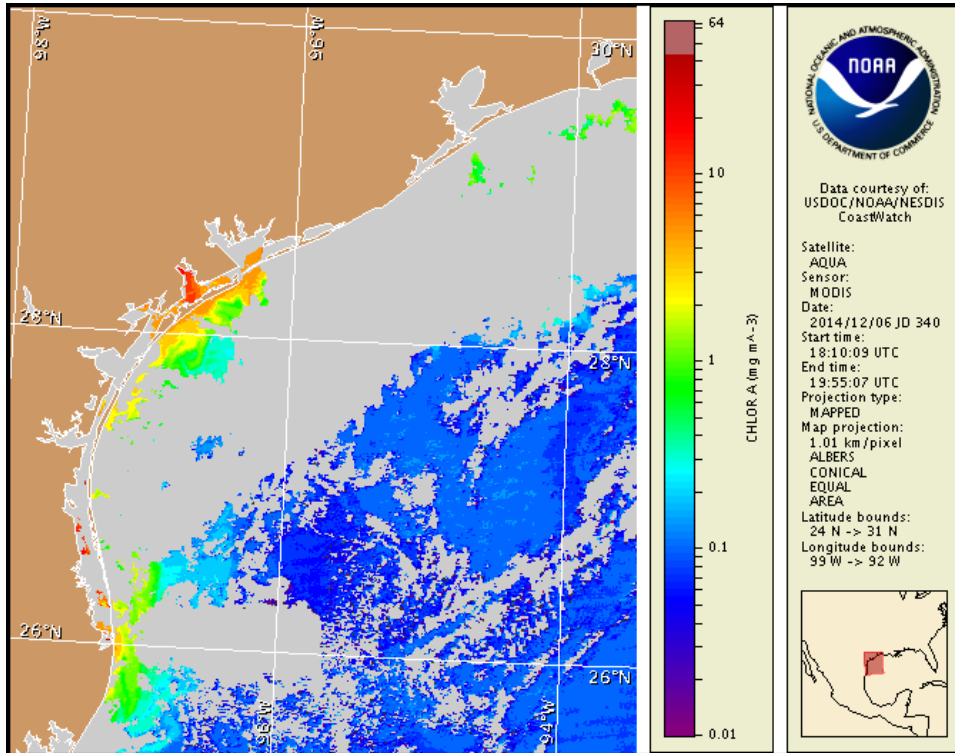 98°W
96°W
30°N
28°N
28°N
26°N
26°N
96°W
94°W
64
10
1
0.1
0.01
CHLOR A (mg m^-3)
NATIONAL OCEANIC AND ATMOSPHERIC ADMINISTRATION
NOAA
U.S. DEPARTMENT OF COMMERCE
Data courtesy of:
USDOC/NOAA/NESDIS
CoastWatch
Satellite:
AQUA
Sensor:
MODIS
Date:
2014/12/06 JD 340
Start time:
18:10:09 UTC
End time:
19:55:07 UTC
Projection type:
MAPPED
Map projection:
1.01 km/pixel
ALBERS
CONICAL
EQUAL
AREA
Latitude bounds:
24 N -> 31 N
Longitude bounds:
99 W -> 92 W